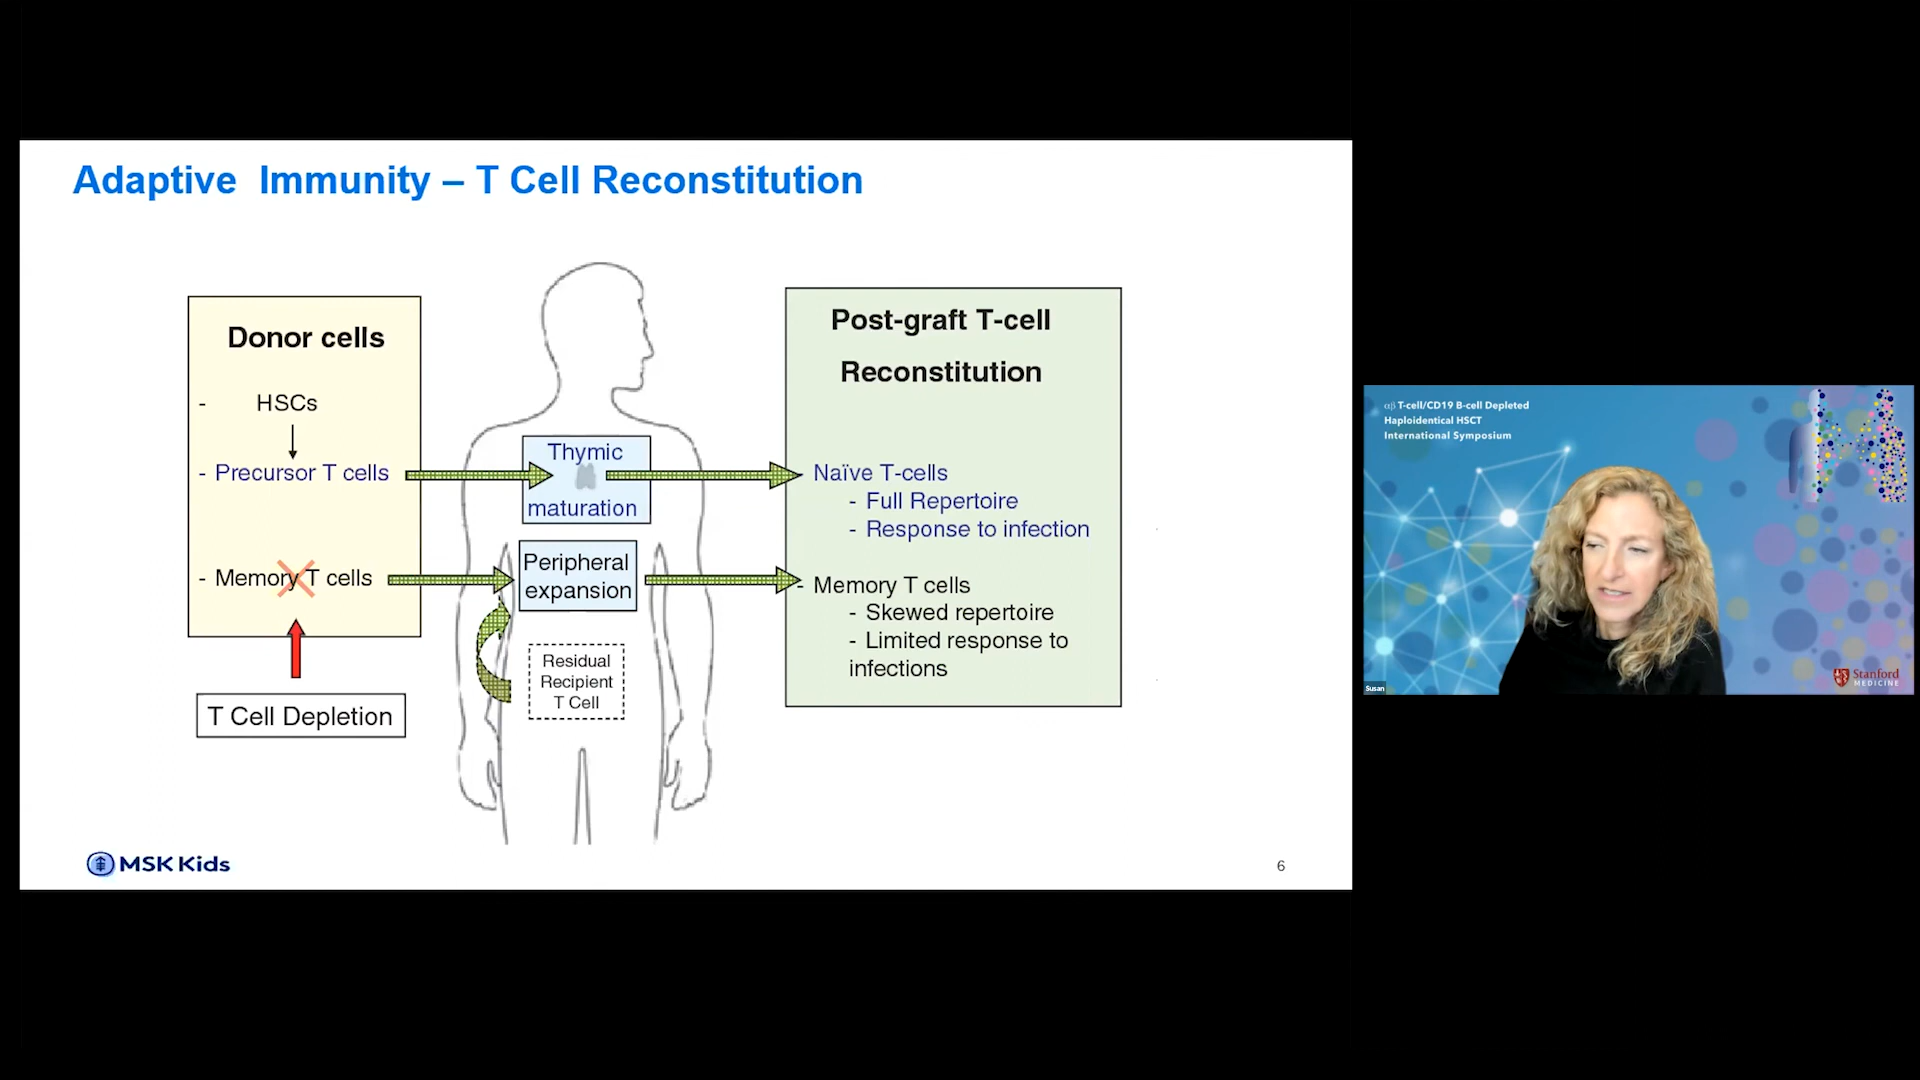 Adaptive  Immunity – T Cell Reconstitution
Donor cells
-  HSCs
- Precursor T cells
- Memory T cells
T Cell Depletion
Thymic
maturation
Peripheral
expansion
Residual
Recipient
T Cell
Post-graft T-cell
Reconstitution
Naïve T-cells
- Full Repertoire
- Response to infection
- Memory T cells
- Skewed repertoire
- Limited response to
infections
MSK Kids
6
αβ T-cell/CD19 B-cell Depleted
Haploidentical HSCT
International Symposium
Susan
Stanford
MEDICINE